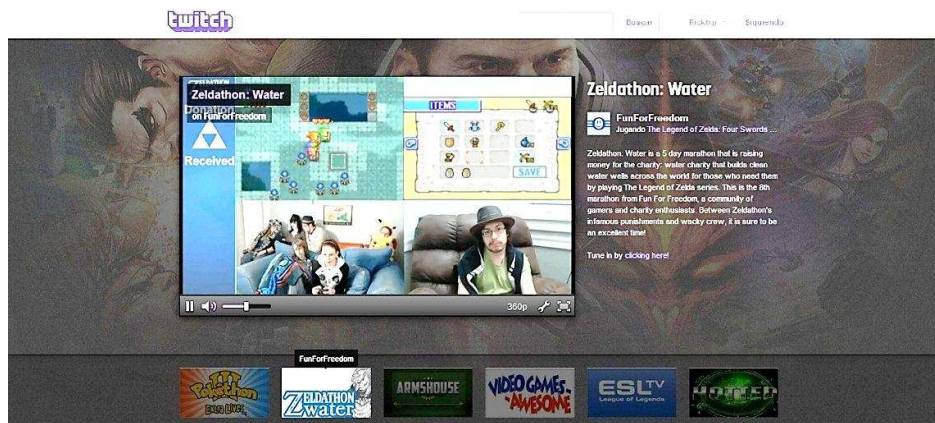 twitch
Buscar
Siguiendo
Zeldathon: Water
on FunForFreedom
Donation
Received
ITEMS
SAVE
360p
Zeldathon: Water
FunForFreedom
Jugando The Legend of Zelda: Four Swords ...
Zeldathon: Water is a 5 day marathon that is raising
money for the charity: water charity that builds clean
water wells across the world for those who need them
by playing The Legend of Zelda series. This is the 8th
marathon from Fun For Freedom, a community of
gamers and charity enthusiasts. Between Zeldathon's
infamous punishments and wacky crew, it is sure to be
an excellent time!
Tune in by clicking here!
FunForFreedom
Pokéthon
ZELDATHON
water
ARMSHOUSE
VIDEO GAMES
AWESOME
ESL TV
League of Legends